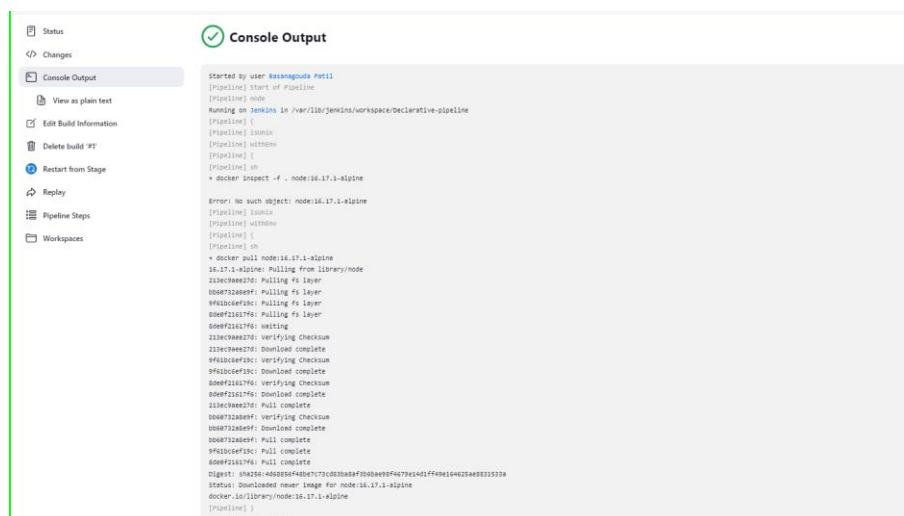 Status
</> Changes
Console Output
View as plain text
Edit Build Information
Delete build '#1'
Restart from Stage
Replay
Pipeline Steps
Workspaces
Console Output
Started by user Basanagouda Patil
[Pipeline] Start of Pipeline
[Pipeline] node
Running on Jenkins in /var/lib/jenkins/workspace/Declarative-pipeline
[Pipeline] {
[Pipeline] isUnix
[Pipeline] withEnv
[Pipeline] {
[Pipeline] sh
+ docker inspect -f . node:16.17.1-alpine
Error: No such object: node:16.17.1-alpine
[Pipeline] isUnix
[Pipeline] withEnv
[Pipeline] {
[Pipeline] sh
+ docker pull node:16.17.1-alpine
16.17.1-alpine: Pulling from library/node
213ec9aee27d: Pulling fs layer
bb60732a8e9f: Pulling fs layer
9f61bc6ef19c: Pulling fs layer
8de0f21617f6: Pulling fs layer
8de0f21617f6: Waiting
213ec9aee27d: Verifying Checksum
213ec9aee27d: Download complete
9f61bc6ef19c: Verifying Checksum
9f61bc6ef19c: Download complete
8de0f21617f6: Verifying Checksum
8de0f21617f6: Download complete
213ec9aee27d: Pull complete
bb60732a8e9f: Verifying Checksum
bb60732a8e9f: Download complete
bb60732a8e9f: Pull complete
9f61bc6ef19c: Pull complete
8de0f21617f6: Pull complete
Digest:
Status: Downloaded newer image for node:16.17.1-alpine
docker.io/library/node:16.17.1-alpine
[Pipeline] }